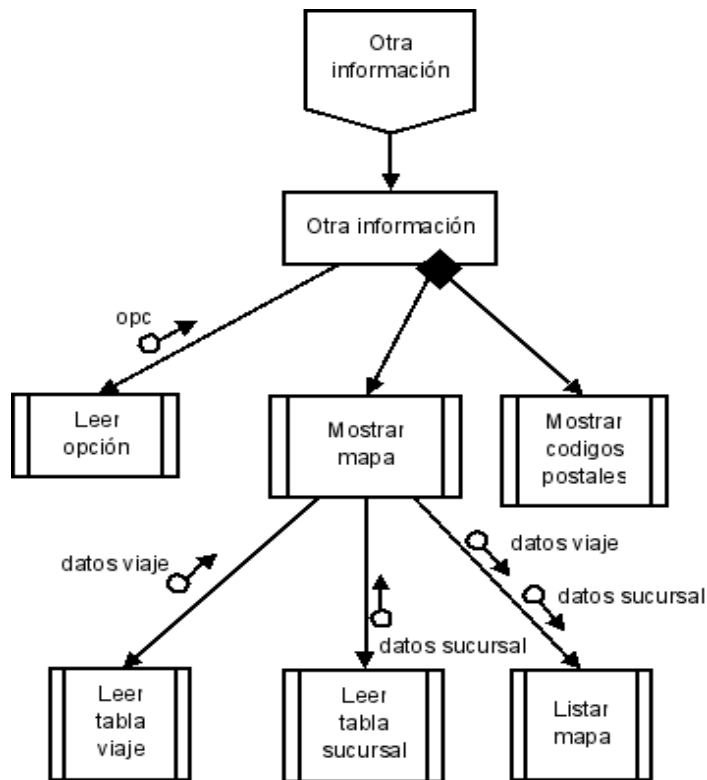 Otra
información
Otra información
opc
Leer
opción
Mostrar
mapa
Mostrar
codigos
postales
datos viaje
datos viaje
datos sucursal
datos sucursal
Leer
tabla
viaje
Leer
tabla
sucursal
Listar
mapa